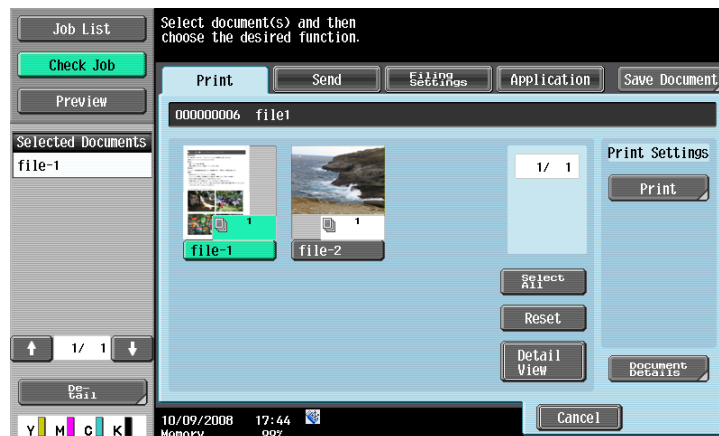 Job List
Check Job
Preview
Selected Documents
file-1
1/ 1
De-
tail
Y M C K
Select document(s) and then
choose the desired function.
Print
Send
Filing
Settings
Application
Save Document
000000006 file1
1
file-1
1
file-2
1/ 1
Select
All
Reset
Detail
View
Print Settings
Print
Document
Details
Cancel
10/09/2008 17:44
Memory 99%